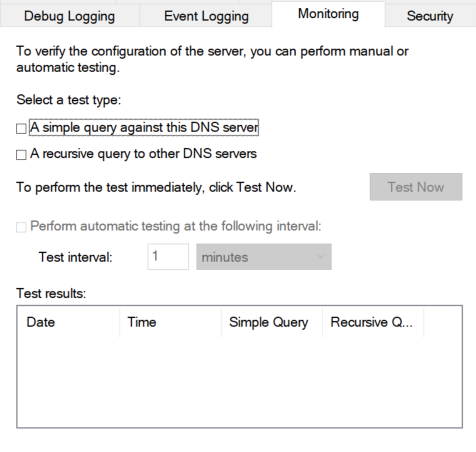 Debug Logging Event Logging Monitoring Security
To verify the configuration of the server, you can perform manual or
automatic testing.
Select a test type:
A simple query against this DNS server
A recursive query to other DNS servers
To perform the test immediately, click Test Now. Test Now
Perform automatic testing at the following interval:
Test interval: 1 minutes
Test results:
Date Time Simple Query Recursive Q...